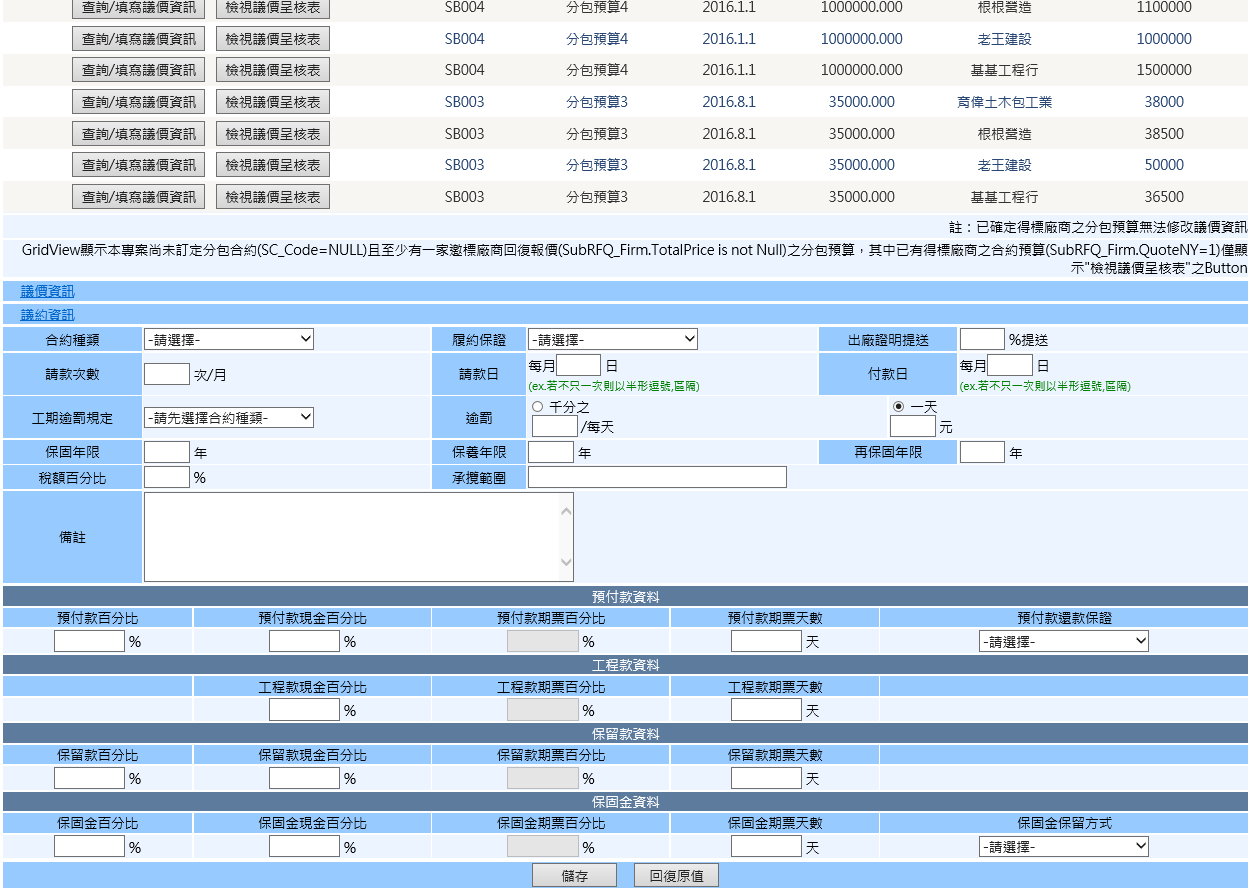 查詢/填寫議價資訊 檢視議價呈核表 SB004 分包預算4 2016.1.1 1000000.000 根根營造 1100000
查詢/填寫議價資訊 檢視議價呈核表 SB004 分包預算4 2016.1.1 1000000.000 老王建設 1000000
查詢/填寫議價資訊 檢視議價呈核表 SB004 分包預算4 2016.1.1 1000000.000 基基工程行 1500000
查詢/填寫議價資訊 檢視議價呈核表 SB003 分包預算3 2016.8.1 35000.000 育偉土木包工業 38000
查詢/填寫議價資訊 檢視議價呈核表 SB003 分包預算3 2016.8.1 35000.000 根根營造 38500
查詢/填寫議價資訊 檢視議價呈核表 SB003 分包預算3 2016.8.1 35000.000 老王建設 50000
查詢/填寫議價資訊 檢視議價呈核表 SB003 分包預算3 2016.8.1 35000.000 基基工程行 36500
註：已確定得標廠商之分包預算無法修改議價資訊
GridView顯示本專案尚未訂定分包合約(SC_Code=NULL)且至少有一家邀標廠商回復報價(SubRFQ_Firm.TotalPrice is not Null)之分包預算，其中已有得標廠商之合約預算(SubRFQ_Firm.QuoteNY=1)僅顯
示"檢視議價呈核表"之Button
議價資訊
議約資訊
合約種類 -請選擇- 履約保證 -請選擇- 出廠證明提送 %提送
請款次數 次/月 請款日 每月 日 付款日 每月 日
(ex.若不只一次則以半形逗號,區隔) (ex.若不只一次則以半形逗號,區隔)
工期逾罰規定 -請先選擇合約種類- 逾罰 千分之 一天
/每天 元
保固年限 年 保養年限 年 再保固年限 年
稅額百分比 % 承攬範圍
備註
預付款資料
預付款百分比 預付款現金百分比 預付款期票百分比 預付款期票天數 預付款還款保證
% % % 天 -請選擇-
工程款資料
工程款現金百分比 工程款期票百分比 工程款期票天數
% % 天
保留款資料
保留款百分比 保留款現金百分比 保留款期票百分比 保留款期票天數
% % % 天
保固金資料
保固金百分比 保固金現金百分比 保固金期票百分比 保固金期票天數 保固金保留方式
% % % 天 -請選擇-
儲存 回復原值